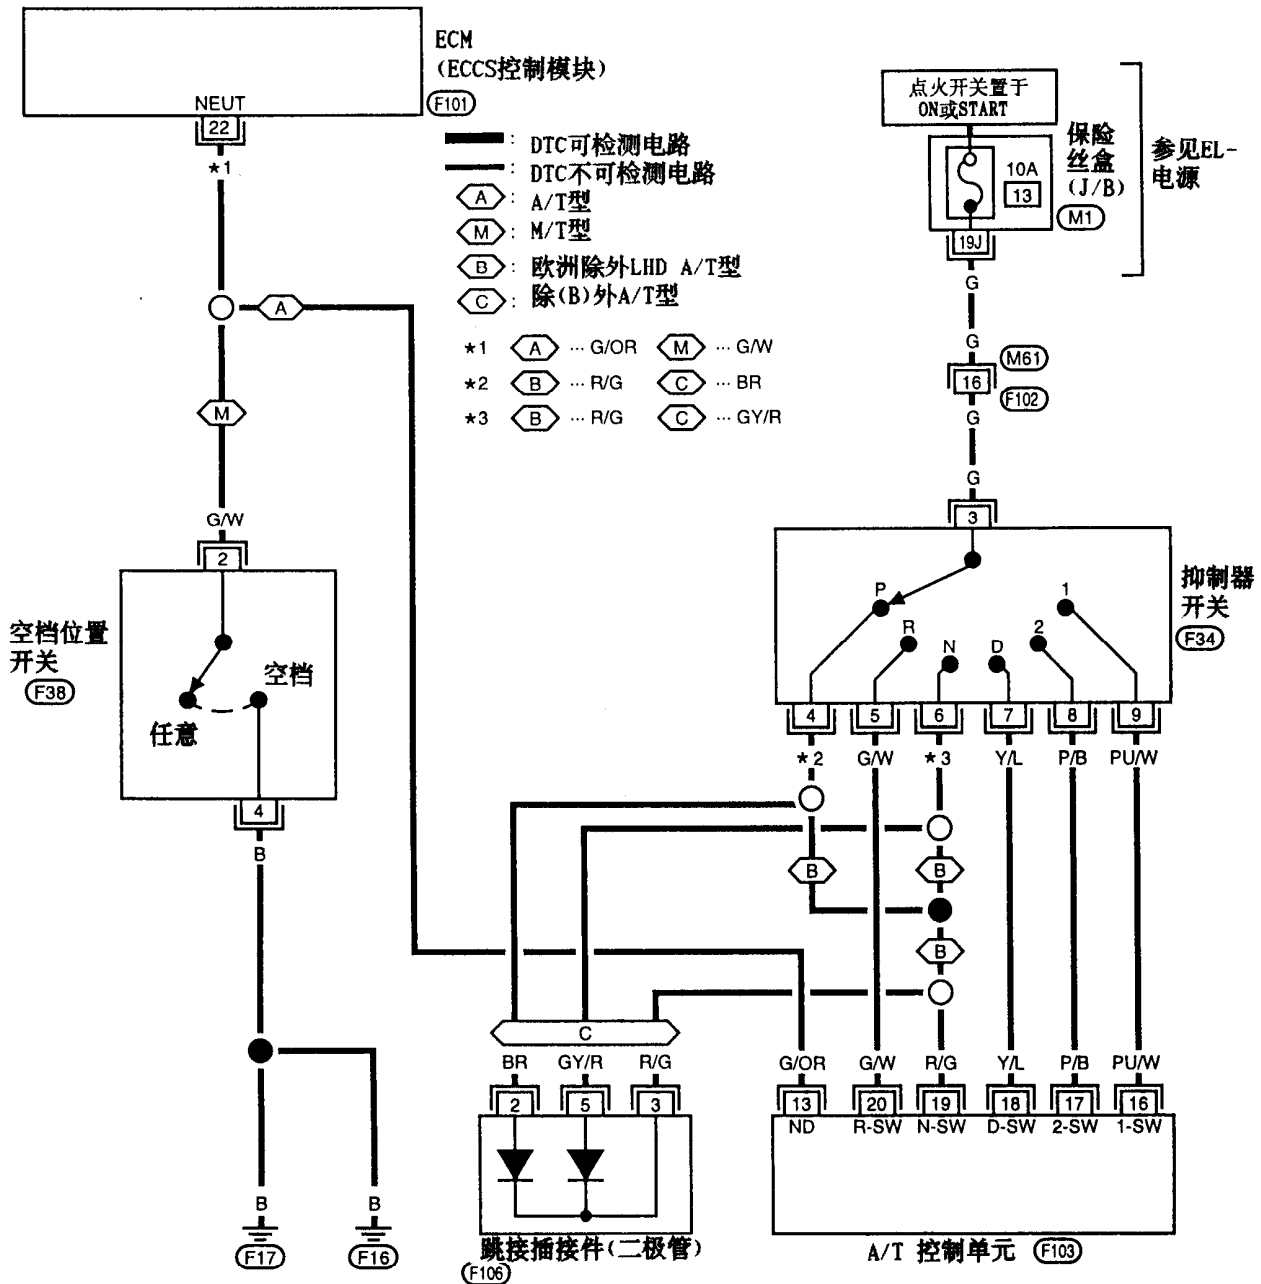 ECM
(ECCS控制模块)
NEUT
F101
22
★1
点火开关置于
ON或START
保险
丝盒
(J/B)
M1
10A
13
参见EL-
电源
19J
: DTC可检测电路
: DTC不可检测电路
A : A/T型
M : M/T型
B : 欧洲除外LHD A/T型
C : 除(B)外A/T型
★1 A ... G/OR M ... G/W
★2 B ... R/G C ... BR
★3 B ... R/G C ... GY/R
A
M
G
G
M61
16
F102
G
G
3
G/W
2
空档位置
开关
F38
空档
任意
4
B
抑制器
开关
F34
P
R
N
D
2
1
4 5 6 7 8 9
★2 G/W ★3 Y/L P/B PU/W
B B
B
C
BR GY/R R/G
G/OR G/W R/G Y/L P/B PU/W
2 5 3
13 20 19 18 17 16
ND R-SW N-SW D-SW 2-SW 1-SW
B B
F17 F16
跳接插接件(二极管)
F106
A/T 控制单元 F103